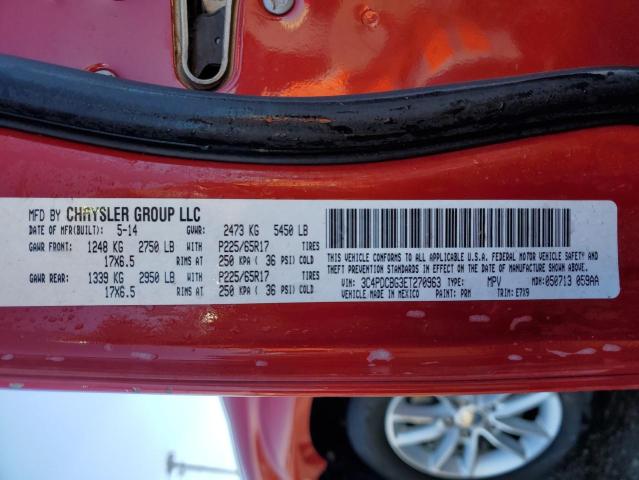 MFD BY CHRYSLER GROUP LLC
DATE OF MFR(BUILT): 5-14 GVWR: 2473 KG 5450 LB
GAWR FRONT: 1248 KG 2750 LB WITH P225/65R17 TIRES
17X6.5 RIMS AT 250 KPA ( 36 PSI) COLD
GAWR REAR: 1339 KG 2950 LB WITH P225/65R17 TIRES
17X6.5 RIMS AT 250 KPA ( 36 PSI) COLD
THIS VEHICLE CONFORMS TO ALL APPLICABLE U.S.A. FEDERAL MOTOR VEHICLE SAFETY AND
THEFT PREVENTION STANDARDS IN EFFECT ON THE DATE OF MANUFACTURE SHOWN ABOVE.
VIN: 3C4PDCBG3ET270963 TYPE: MPV MDH:050713 059AA
VEHICLE MADE IN MEXICO PAINT: PRM TRIM: E7X9